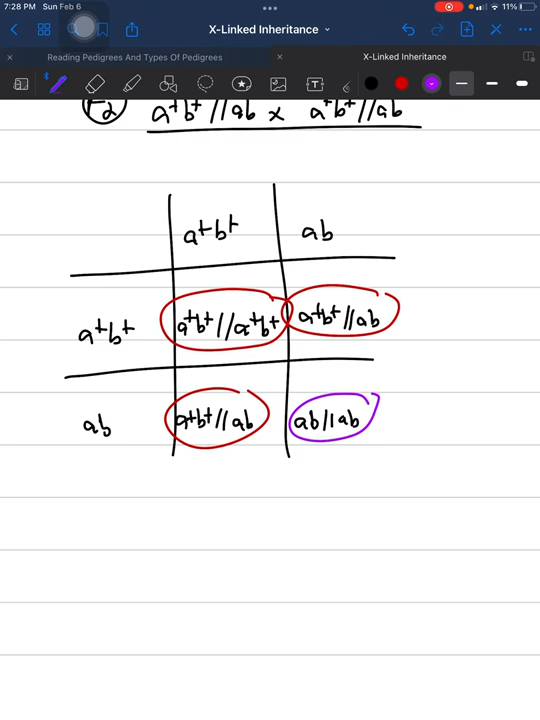 7:28 PM Sun Feb 6
11%
X-Linked Inheritance
Reading Pedigrees And Types Of Pedigrees
X-Linked Inheritance
F2 a+b+//ab x a+b+//ab
a+b+ ab
a+b+ a+b+//a+b+ a+b+//ab
ab a+b+//ab ab//ab